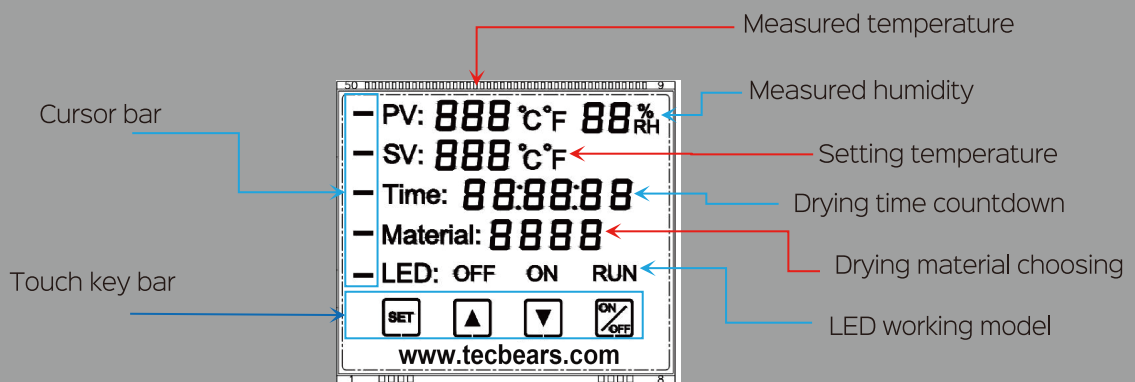 Measured temperature
50 9
Cursor bar
PV: 888 °C°F 88 % RH
Measured humidity
SV: 888 °C°F
Setting temperature
Time: 88:88:88
Drying time countdown
Material: 8888
Drying material choosing
LED: OFF ON RUN
LED working model
Touch key bar
SET ▲ ▼ ON/OFF
www.tecbears.com
1 8